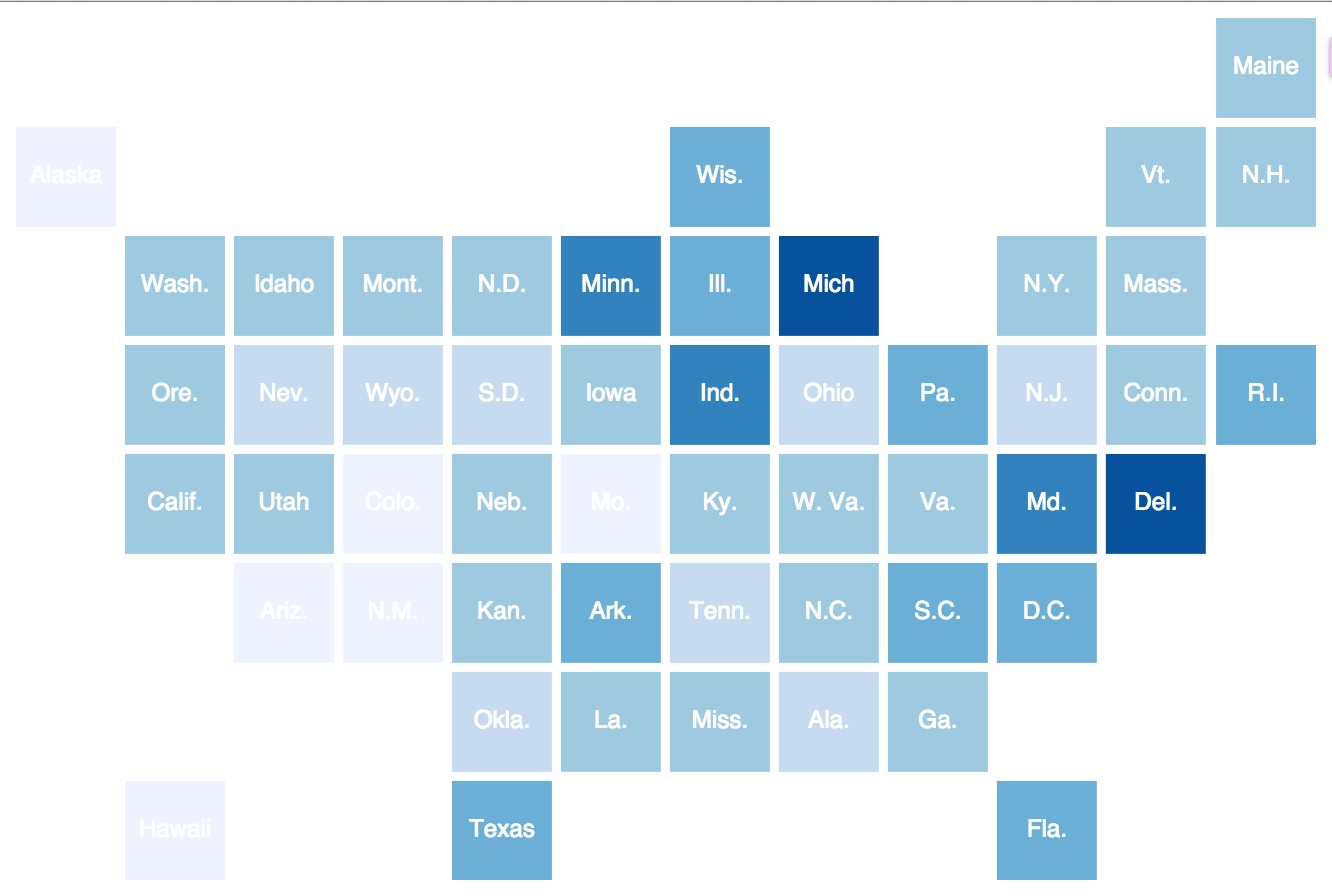 Maine
Alaska
Wis.
Vt.
N.H.
Wash.
Idaho
Mont.
N.D.
Minn.
Ill.
Mich
N.Y.
Mass.
Ore.
Nev.
Wyo.
S.D.
Iowa
Ind.
Ohio
Pa.
N.J.
Conn.
R.I.
Calif.
Utah
Colo.
Neb.
Mo.
Ky.
W. Va.
Va.
Md.
Del.
Ariz.
N.M.
Kan.
Ark.
Tenn.
N.C.
S.C.
D.C.
Okla.
La.
Miss.
Ala.
Ga.
Hawaii
Texas
Fla.